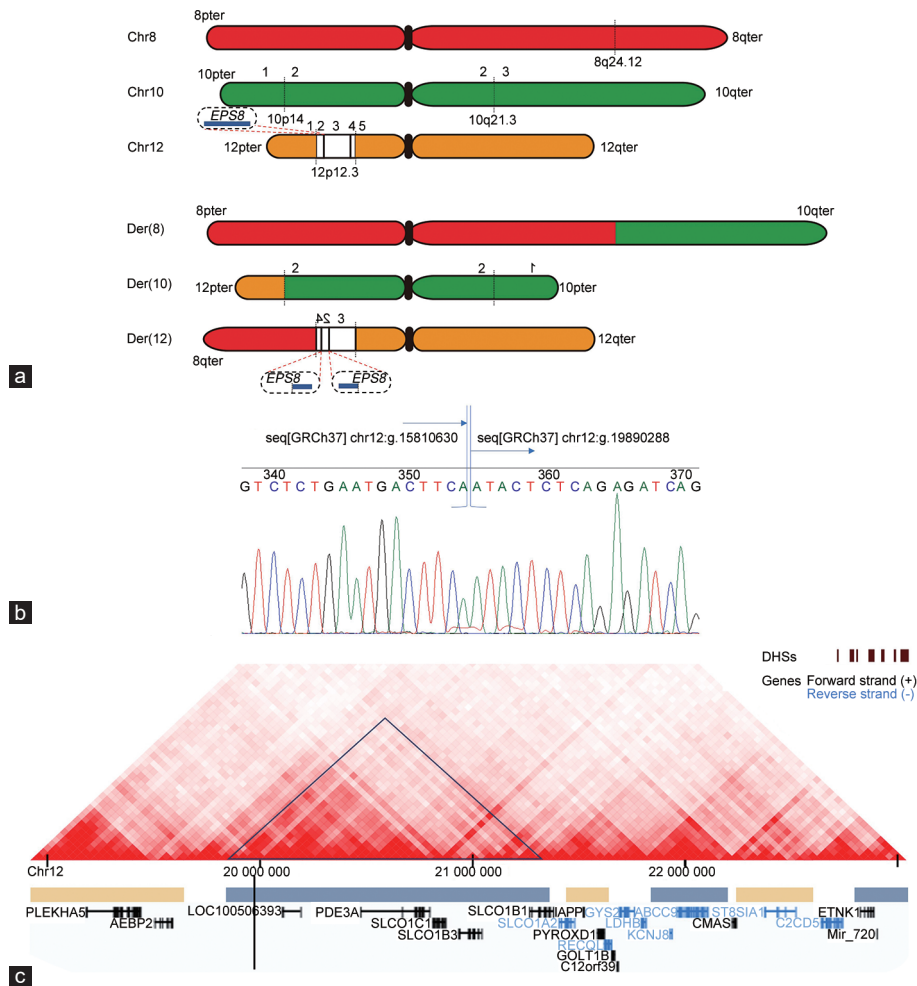 8pter
Chr8 8qter
8q24.12
10pter 1 2 2 3
Chr10 10qter
EPS8 10p14 10q21.3
1 2 3 4 5
Chr12 12pter 12qter
12p12.3
8pter 10qter
Der(8)
2 2 1
Der(10) 12pter 10pter
4 2 3
Der(12) 12qter
8qter
a
EPS8 EPS8
seq[GRCh37] chr12:g.15810630 seq[GRCh37] chr12:g.19890288
340 350 360 370
GTCTCTGAATGACTTCAATACTCTCAGAGATCAG
b
DHSs
Genes Forward strand (+)
Reverse strand (-)
Chr12 20 000 000 21 000 000 22 000 000
PLEKHA5 LOC100506393 PDE3A SLCO1B1 IAPP GYS2 ABCC9 ST8SIA1 ETNK1
AEBP2 SLCO1C1 SLCO1A2 LDHB CMAS C2CD5
SLCO1B3 PYROXD1 KCNJ8 Mir_720
RECQL
GOLT1B
C12orf39
c